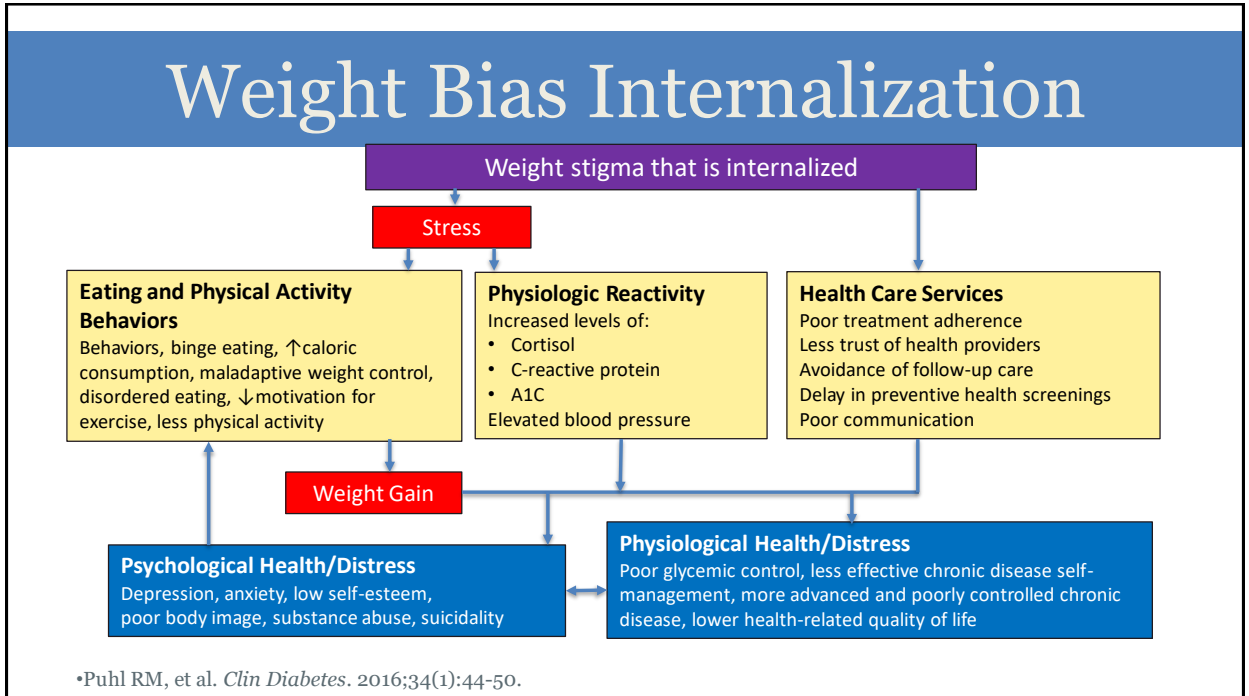 Weight Bias Internalization
Weight stigma that is internalized
Stress
Eating and Physical Activity
Behaviors
Behaviors, binge eating, ↑caloric
consumption, maladaptive weight control,
disordered eating, ↓motivation for
exercise, less physical activity
Physiologic Reactivity
Increased levels of:
• Cortisol
• C-reactive protein
• A1C
Elevated blood pressure
Health Care Services
Poor treatment adherence
Less trust of health providers
Avoidance of follow-up care
Delay in preventive health screenings
Poor communication
Weight Gain
Psychological Health/Distress
Depression, anxiety, low self-esteem,
poor body image, substance abuse, suicidality
Physiological Health/Distress
Poor glycemic control, less effective chronic disease self-
management, more advanced and poorly controlled chronic
disease, lower health-related quality of life
•Puhl RM, et al. Clin Diabetes. 2016;34(1):44-50.